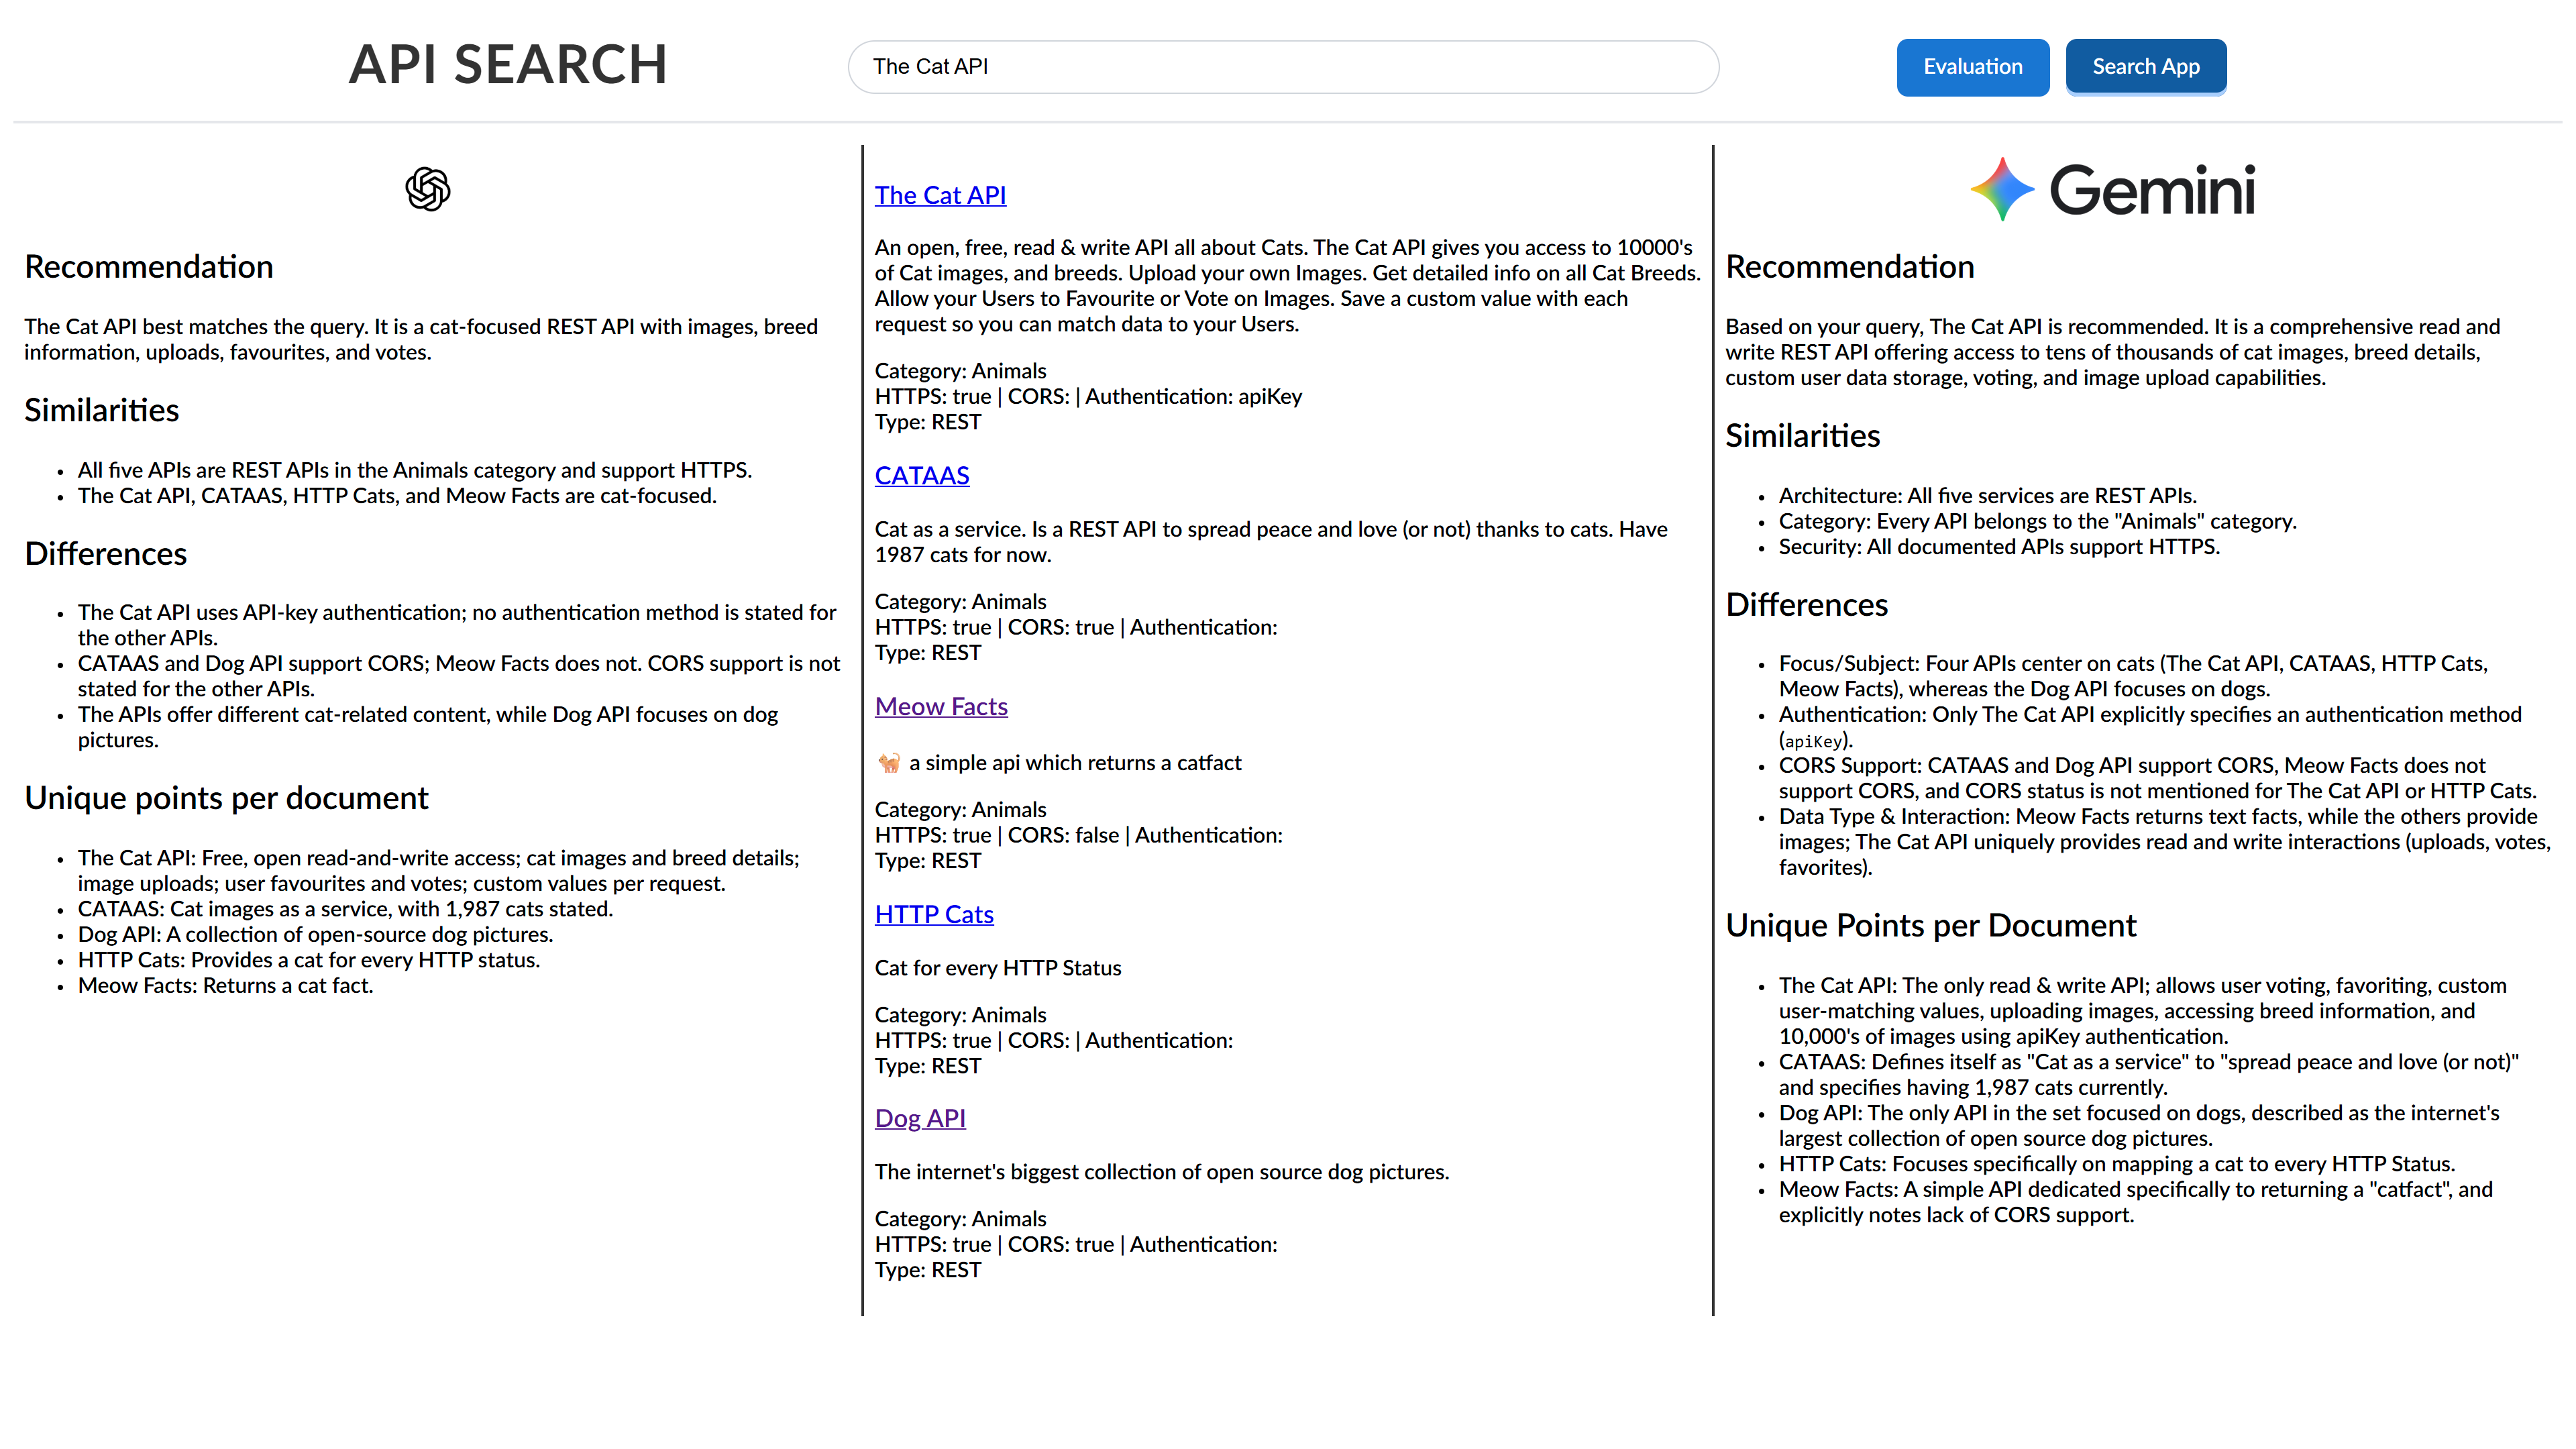 API SEARCH
The Cat API
Evaluation
Search App
Recommendation
The Cat API best matches the query. It is a cat-focused REST API with images, breed
information, uploads, favourites, and votes.
Similarities
• All five APIs are REST APIs in the Animals category and support HTTPS.
• The Cat API, CATAAS, HTTP Cats, and Meow Facts are cat-focused.
Differences
• The Cat API uses API-key authentication; no authentication method is stated for
the other APIs.
• CATAAS and Dog API support CORS; Meow Facts does not. CORS support is not
stated for the other APIs.
• The APIs offer different cat-related content, while Dog API focuses on dog
pictures.
Unique points per document
• The Cat API: Free, open read-and-write access; cat images and breed details;
image uploads; user favourites and votes; custom values per request.
• CATAAS: Cat images as a service, with 1,987 cats stated.
• Dog API: A collection of open-source dog pictures.
• HTTP Cats: Provides a cat for every HTTP status.
• Meow Facts: Returns a cat fact.
The Cat API
An open, free, read & write API all about Cats. The Cat API gives you access to 10000's
of Cat images, and breeds. Upload your own Images. Get detailed info on all Cat Breeds.
Allow your Users to Favourite or Vote on Images. Save a custom value with each
request so you can match data to your Users.
Category: Animals
HTTPS: true | CORS: | Authentication: apiKey
Type: REST
CATAAS
Cat as a service. Is a REST API to spread peace and love (or not) thanks to cats. Have
1987 cats for now.
Category: Animals
HTTPS: true | CORS: true | Authentication:
Type: REST
Meow Facts
🐈 a simple api which returns a catfact
Category: Animals
HTTPS: true | CORS: false | Authentication:
Type: REST
HTTP Cats
Cat for every HTTP Status
Category: Animals
HTTPS: true | CORS: | Authentication:
Type: REST
Dog API
The internet's biggest collection of open source dog pictures.
Category: Animals
HTTPS: true | CORS: true | Authentication:
Type: REST
Gemini
Recommendation
Based on your query, The Cat API is recommended. It is a comprehensive read and
write REST API offering access to tens of thousands of cat images, breed details,
custom user data storage, voting, and image upload capabilities.
Similarities
• Architecture: All five services are REST APIs.
• Category: Every API belongs to the "Animals" category.
• Security: All documented APIs support HTTPS.
Differences
• Focus/Subject: Four APIs center on cats (The Cat API, CATAAS, HTTP Cats,
Meow Facts), whereas the Dog API focuses on dogs.
• Authentication: Only The Cat API explicitly specifies an authentication method
(apiKey).
• CORS Support: CATAAS and Dog API support CORS, Meow Facts does not
support CORS, and CORS status is not mentioned for The Cat API or HTTP Cats.
• Data Type & Interaction: Meow Facts returns text facts, while the others provide
images; The Cat API uniquely provides read and write interactions (uploads, votes,
favorites).
Unique Points per Document
• The Cat API: The only read & write API; allows user voting, favoriting, custom
user-matching values, uploading images, accessing breed information, and
10,000's of images using apiKey authentication.
• CATAAS: Defines itself as "Cat as a service" to "spread peace and love (or not)"
and specifies having 1,987 cats currently.
• Dog API: The only API in the set focused on dogs, described as the internet's
largest collection of open source dog pictures.
• HTTP Cats: Focuses specifically on mapping a cat to every HTTP Status.
• Meow Facts: A simple API dedicated specifically to returning a "catfact", and
explicitly notes lack of CORS support.